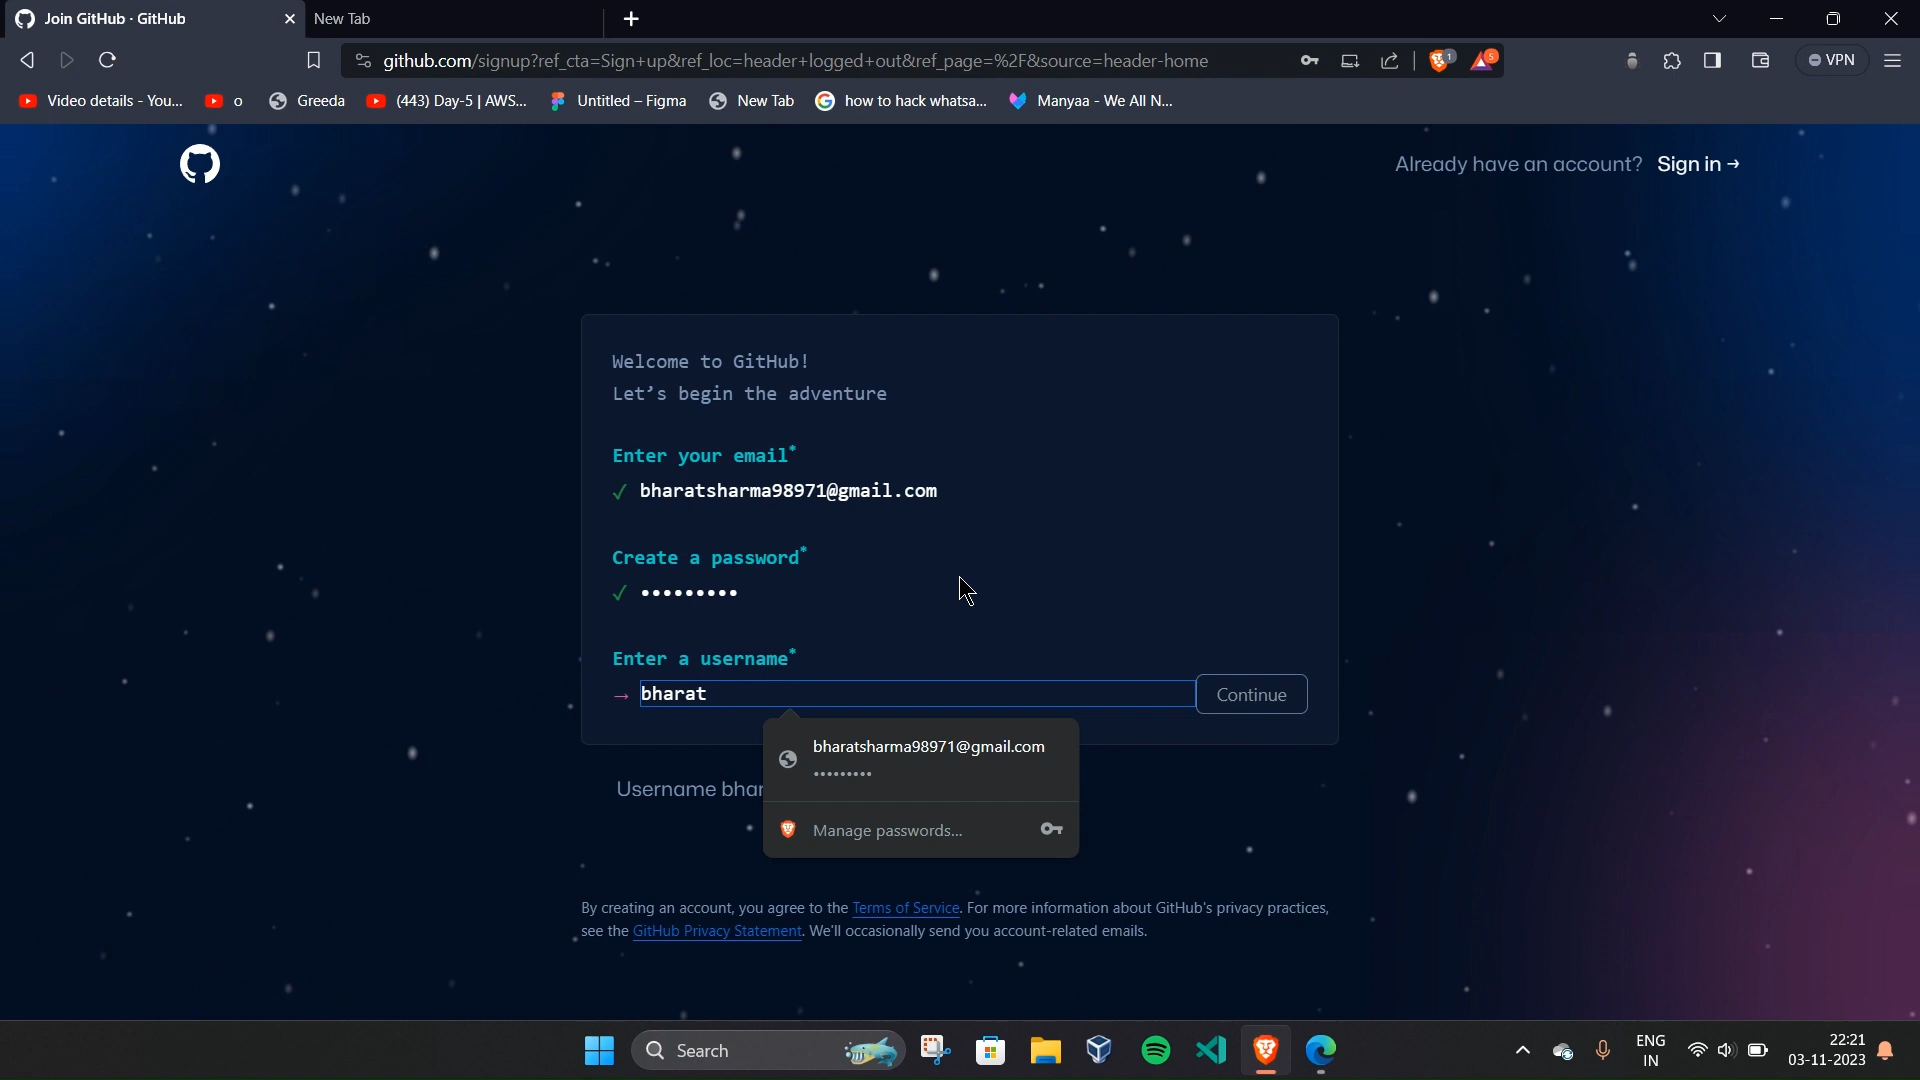 Join GitHub · GitHub
New Tab
github.com/signup?ref_cta=Sign+up&ref_loc=header+logged+out&ref_page=%2F&source=header-home
1
5
VPN
Video details - You...
o
Greeda
(443) Day-5 | AWS...
Untitled – Figma
New Tab
how to hack whatsa...
Manyaa - We All N...
Already have an account? Sign in →
Welcome to GitHub!
Let’s begin the adventure
Enter your email*
✓ bharatsharma98971@gmail.com
Create a password*
✓ •••••••••
Enter a username*
→ bharat
Continue
bharatsharma98971@gmail.com
•••••••••
Username bhar
Manage passwords...
By creating an account, you agree to the Terms of Service. For more information about GitHub's privacy practices,
see the GitHub Privacy Statement. We'll occasionally send you account-related emails.
Search
ENG
IN
22:21
03-11-2023